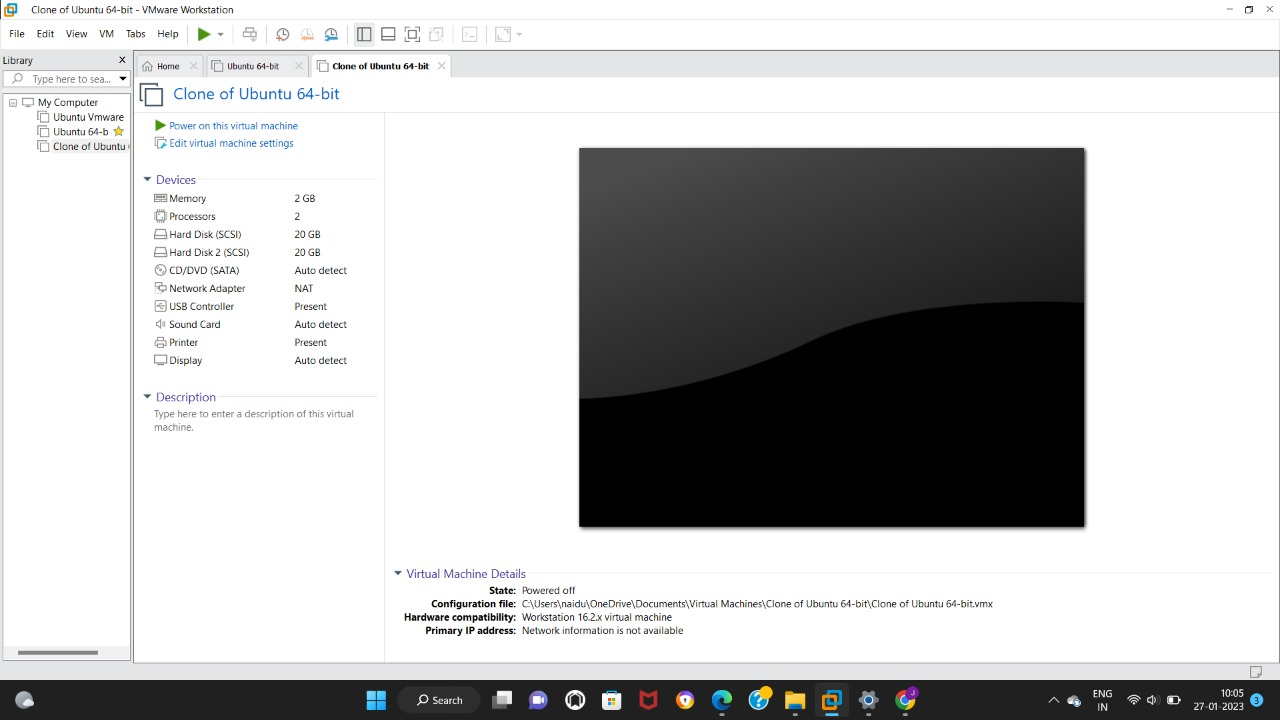 Clone of Ubuntu 64-bit - VMware Workstation
File Edit View VM Tabs Help
Library
Type here to sea...
My Computer
Ubuntu Vmware
Ubuntu 64-b
Clone of Ubuntu
Home
Ubuntu 64-bit
Clone of Ubuntu 64-bit
Clone of Ubuntu 64-bit
Power on this virtual machine
Edit virtual machine settings
Devices
Memory 2 GB
Processors 2
Hard Disk (SCSI) 20 GB
Hard Disk 2 (SCSI) 20 GB
CD/DVD (SATA) Auto detect
Network Adapter NAT
USB Controller Present
Sound Card Auto detect
Printer Present
Display Auto detect
Description
Type here to enter a description of this virtual
machine.
Virtual Machine Details
State: Powered off
Configuration file: C:\Users\naidu\OneDrive\Documents\Virtual Machines\Clone of Ubuntu 64-bit\Clone of Ubuntu 64-bit.vmx
Hardware compatibility: Workstation 16.2.x virtual machine
Primary IP address: Network information is not available
Search
J
ENG
IN
10:05
27-01-2023
3